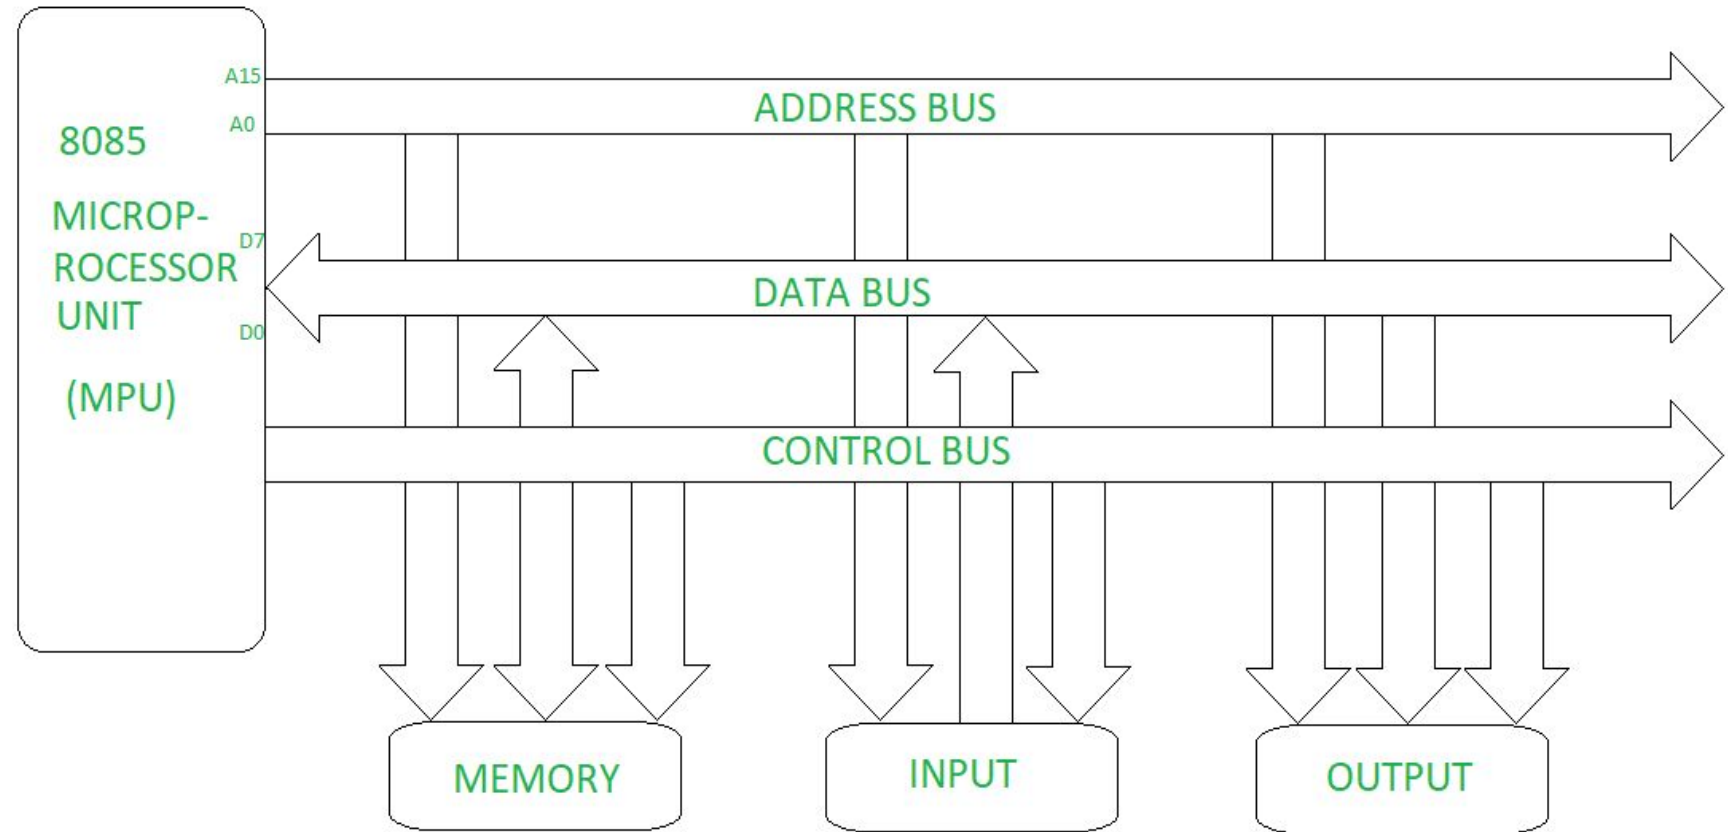 A15
ADDRESS BUS
A0
8085
MICROP-
D7
ROCESSOR
DATA BUS
UNIT
D0
(MPU)
CONTROL BUS
MEMORY
INPUT
OUTPUT